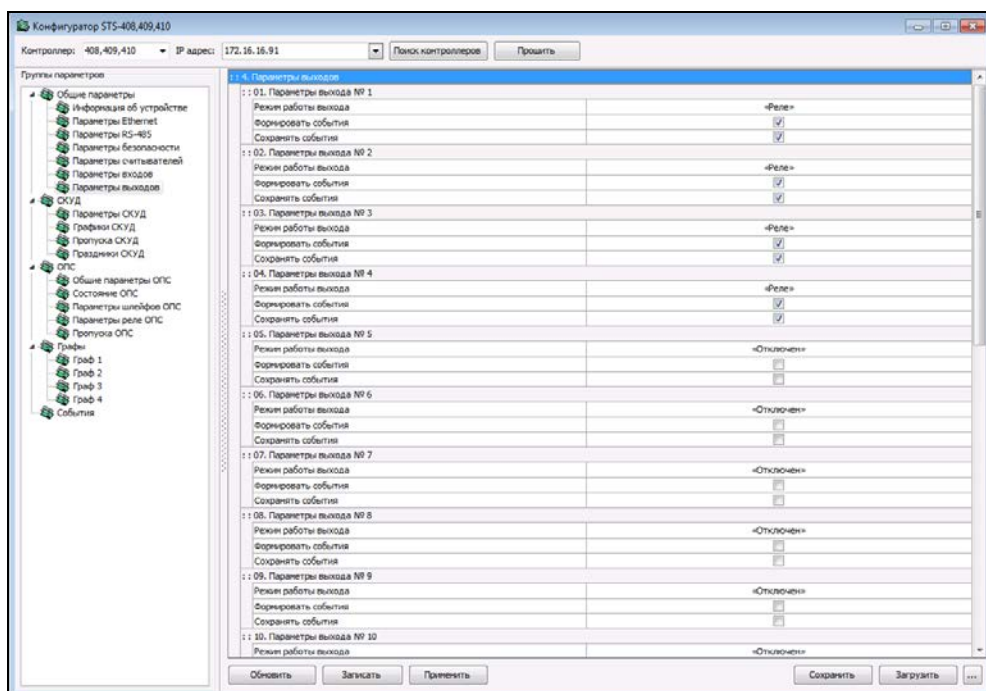 Конфигуратор STS-408,409,410
Контроллер: 408,409,410 IP адрес: 172.16.16.91 Поиск контроллеров Прошить
Группы параметров
Общие параметры
Информация об устройстве
Параметры Ethernet
Параметры RS-485
Параметры безопасности
Параметры считывателей
Параметры входов
Параметры выходов
СКУД
Параметры СКУД
Графики СКУД
Пропуска СКУД
Праздники СКУД
ОПС
Общие параметры ОПС
Состояние ОПС
Параметры шлейфов ОПС
Параметры реле ОПС
Пропуска ОПС
Графы
Граф 1
Граф 2
Граф 3
Граф 4
События
: : 4. Параметры выходов
: : 01. Параметры выхода № 1
Режим работы выхода «Реле»
Формировать события
Сохранять события
: : 02. Параметры выхода № 2
Режим работы выхода «Реле»
Формировать события
Сохранять события
: : 03. Параметры выхода № 3
Режим работы выхода «Реле»
Формировать события
Сохранять события
: : 04. Параметры выхода № 4
Режим работы выхода «Реле»
Формировать события
Сохранять события
: : 05. Параметры выхода № 5
Режим работы выхода «Отключен»
Формировать события
Сохранять события
: : 06. Параметры выхода № 6
Режим работы выхода «Отключен»
Формировать события
Сохранять события
: : 07. Параметры выхода № 7
Режим работы выхода «Отключен»
Формировать события
Сохранять события
: : 08. Параметры выхода № 8
Режим работы выхода «Отключен»
Формировать события
Сохранять события
: : 09. Параметры выхода № 9
Режим работы выхода «Отключен»
Формировать события
Сохранять события
: : 10. Параметры выхода № 10
Режим работы выхода «Отключен»
Обновить Записать Применить Сохранить Загрузить ...